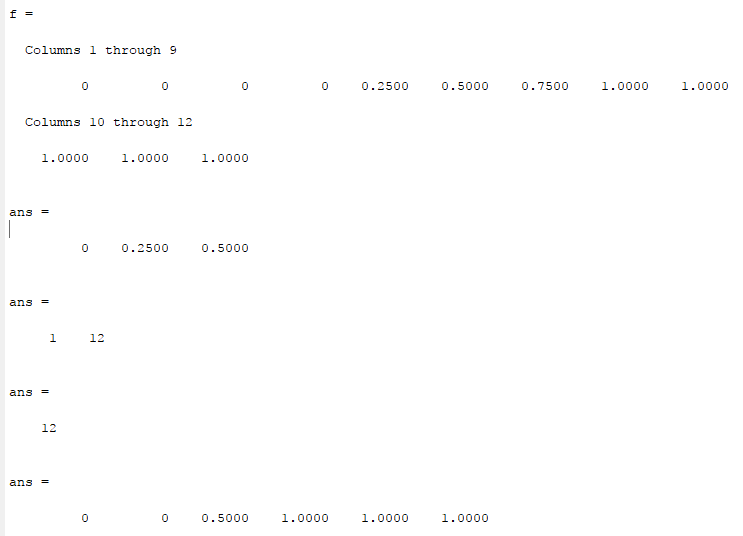 f =
Columns 1 through 9
0 0 0 0 0.2500 0.5000 0.7500 1.0000 1.0000
Columns 10 through 12
1.0000 1.0000 1.0000
ans =
0 0.2500 0.5000
ans =
1 12
ans =
12
ans =
0 0 0.5000 1.0000 1.0000 1.0000